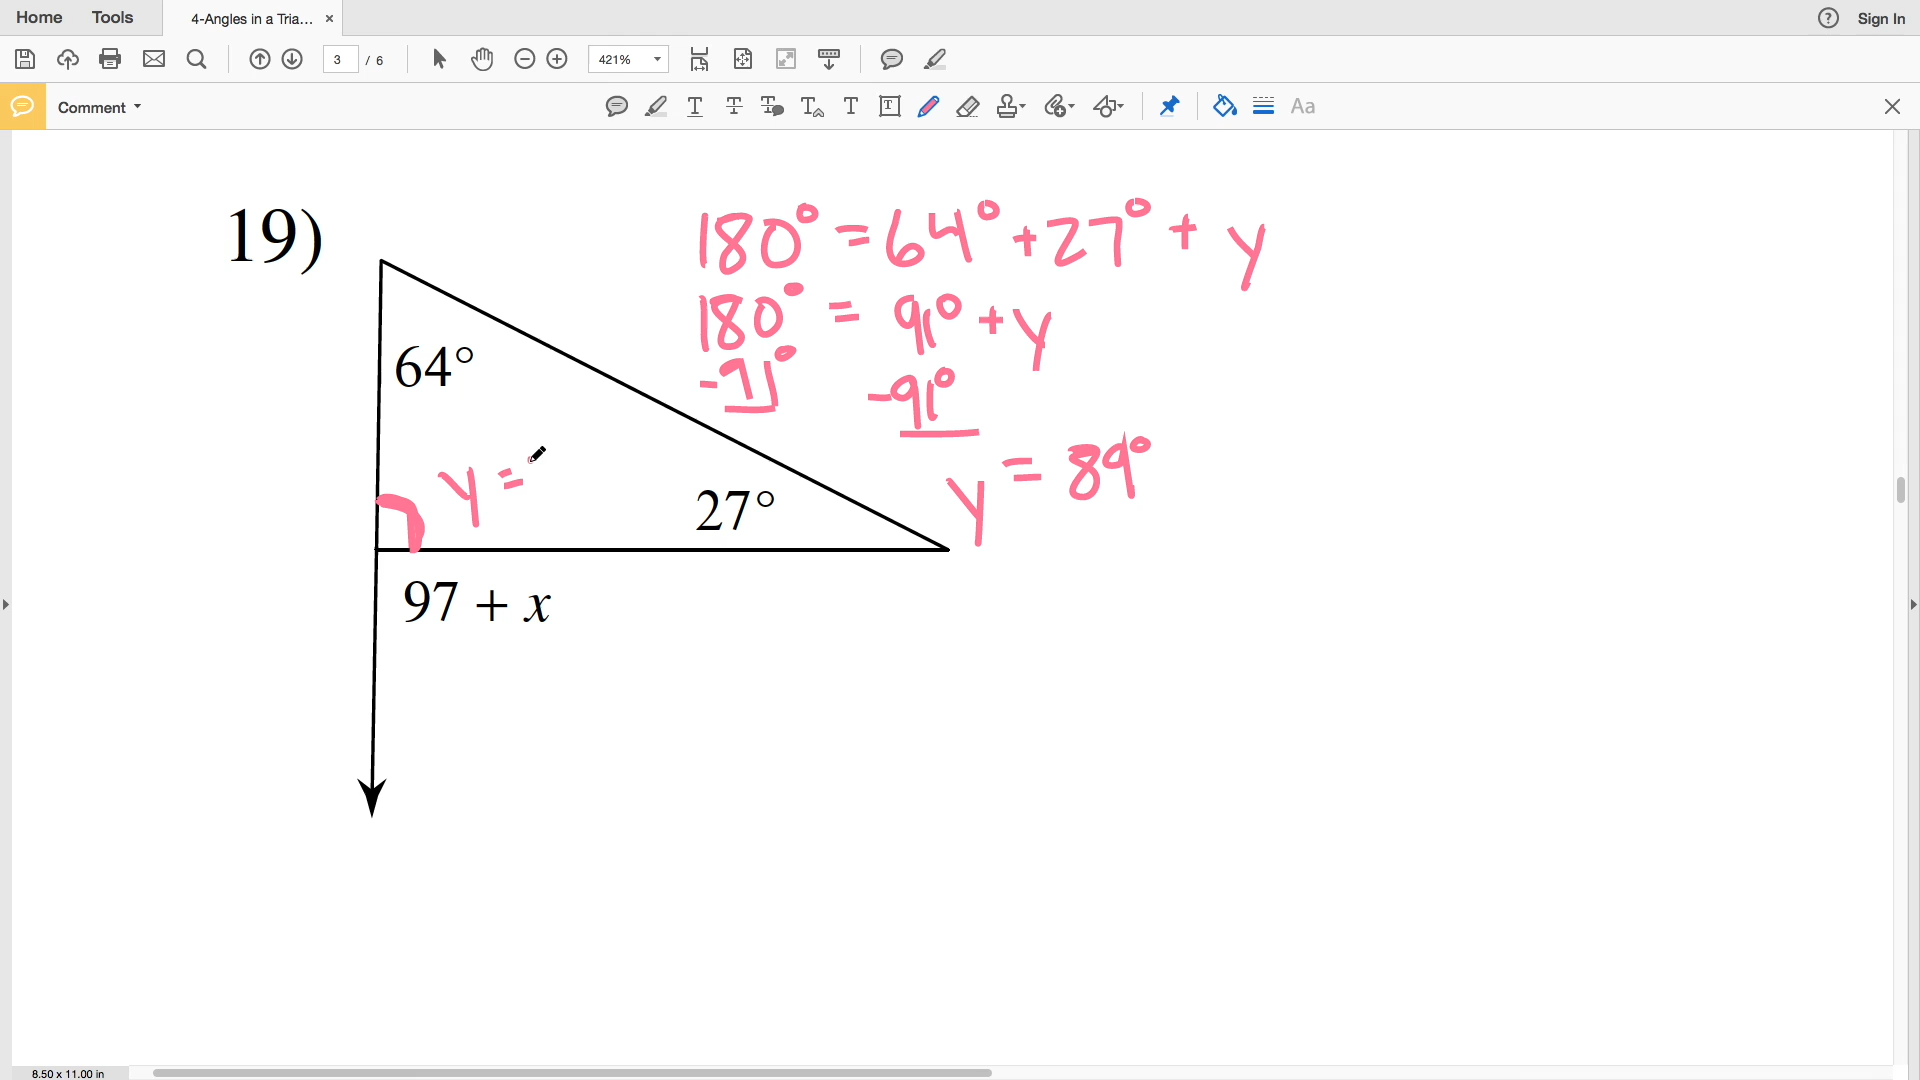 Home Tools 4-Angles in a Tria... × ? Sign In
3 / 6 421%
Comment T T T T T T Aa
19)
180° = 64° + 27° + y
180° = 91° + y
-91° -91°
y = 89°
64°
y =
27°
97 + x
8.50 x 11.00 in